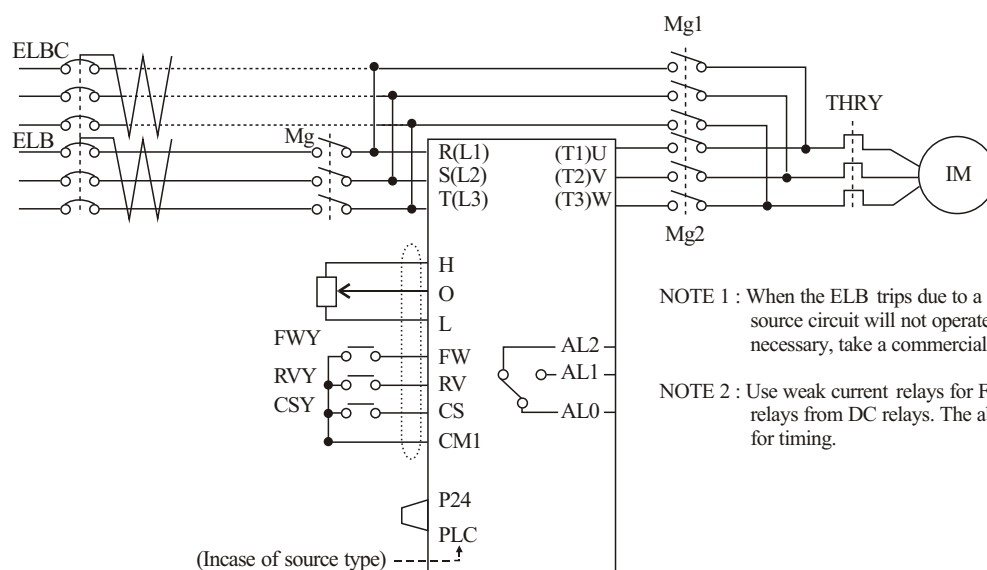 Mg1
ELBC
THRY
ELB
Mg
R(L1)
(T1)U
S(L2)
(T2)V
IM
T(L3)
(T3)W
Mg2
H
O
L
NOTE 1 : When the ELB trips due to a
source circuit will not operate
necessary, take a commercial
FWY
FW
AL2
RVY
RV
AL1
CSY
CS
AL0
NOTE 2 : Use weak current relays for F
relays from DC relays. The a
for timing.
CM1
P24
PLC
(Incase of source type)